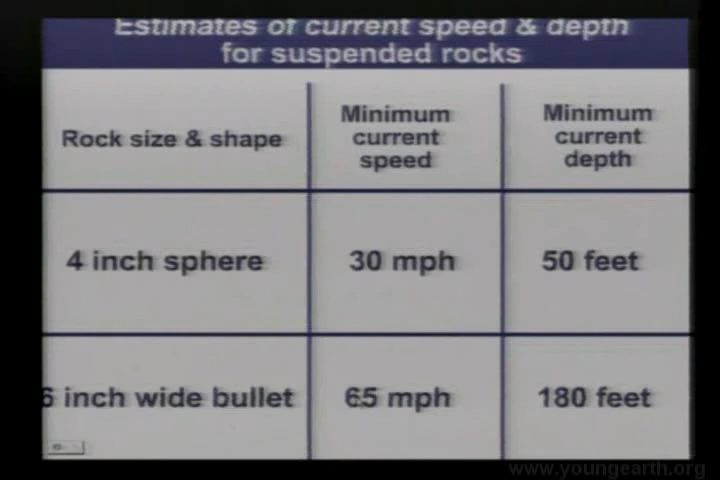 Estimates of current speed & depth
for suspended rocks
Rock size & shape
Minimum
current
speed
Minimum
current
depth
4 inch sphere
30 mph
50 feet
6 inch wide bullet
65 mph
180 feet
www.youngearth.org